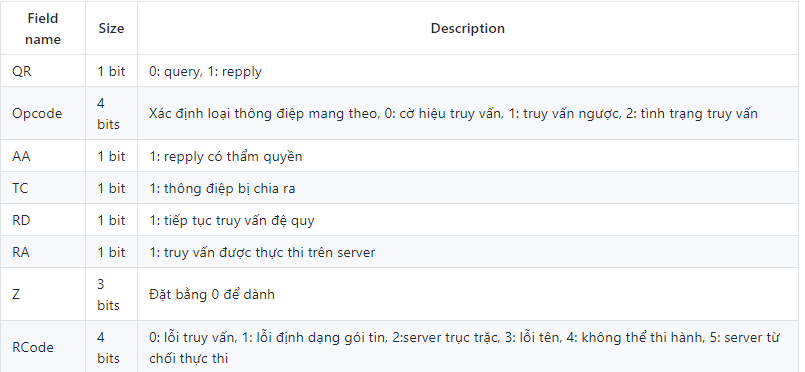 Field name Size Description
QR 1 bit 0: query, 1: repply
Opcode 4 bits Xác định loại thông điệp mang theo, 0: cờ hiệu truy vấn, 1: truy vấn ngược, 2: tình trạng truy vấn
AA 1 bit 1: repply có thẩm quyền
TC 1 bit 1: thông điệp bị chia ra
RD 1 bit 1: tiếp tục truy vấn đệ quy
RA 1 bit 1: truy vấn được thực thi trên server
Z 3 bits Đặt bằng 0 để dành
RCode 4 bits 0: lỗi truy vấn, 1: lỗi định dạng gói tin, 2:server trục trặc, 3: lỗi tên, 4: không thể thi hành, 5: server từ
chối thực thi